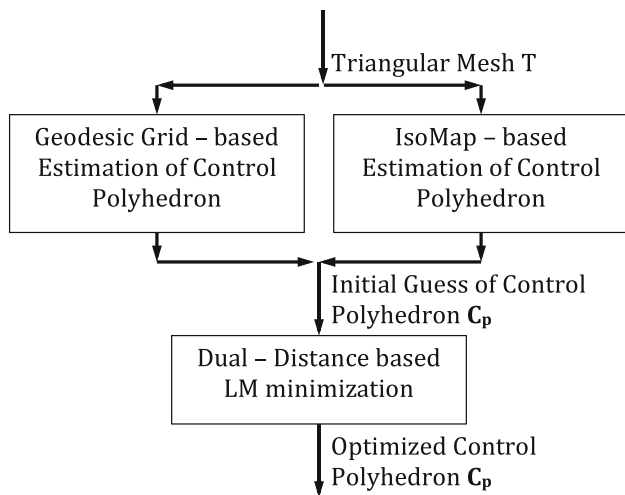 Triangular Mesh T
Geodesic Grid – based
Estimation of Control
Polyhedron
IsoMap – based
Estimation of Control
Polyhedron
Initial Guess of Control
Polyhedron Cp
Dual – Distance based
LM minimization
Optimized Control
Polyhedron Cp